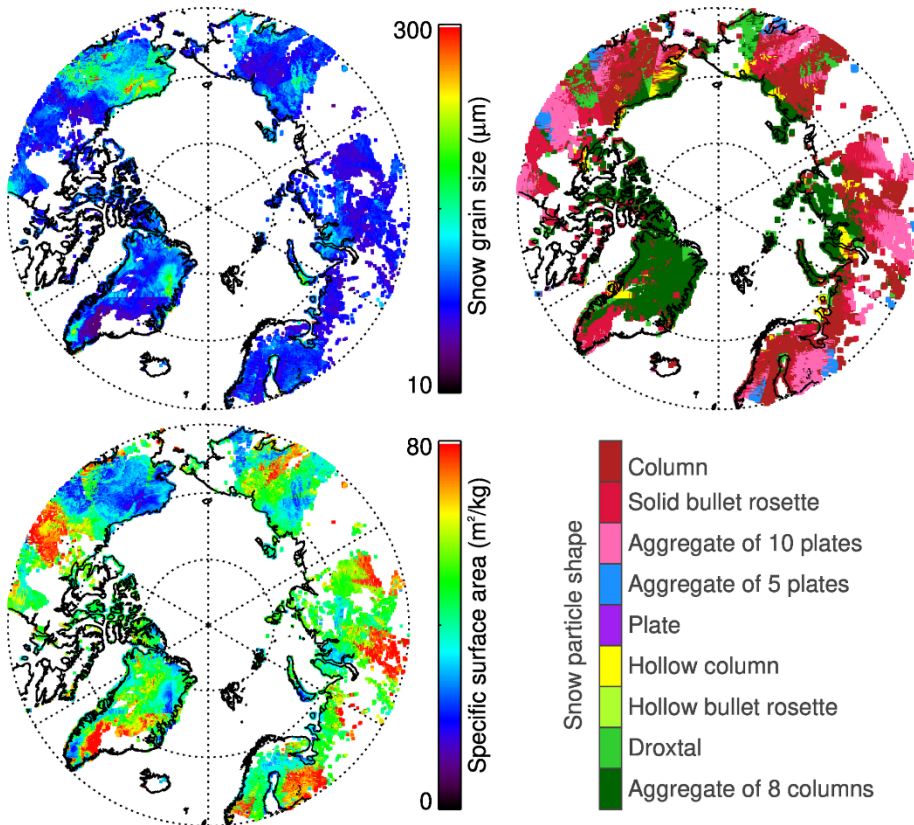 300
Snow grain size (μm)
10
80
Specific surface area (m²/kg)
0
Snow particle shape
Column
Solid bullet rosette
Aggregate of 10 plates
Aggregate of 5 plates
Plate
Hollow column
Hollow bullet rosette
Droxtal
Aggregate of 8 columns